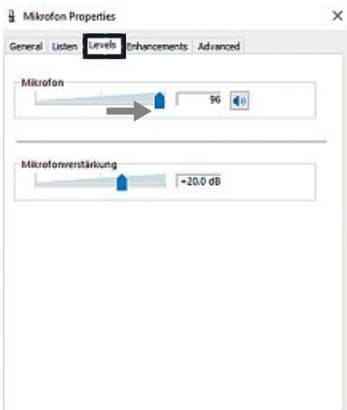 Mikrofon Properties
General Listen Levels Enhancements Advanced
Mikrofon
96
Mikrofonverstärkung
+20.0 dB